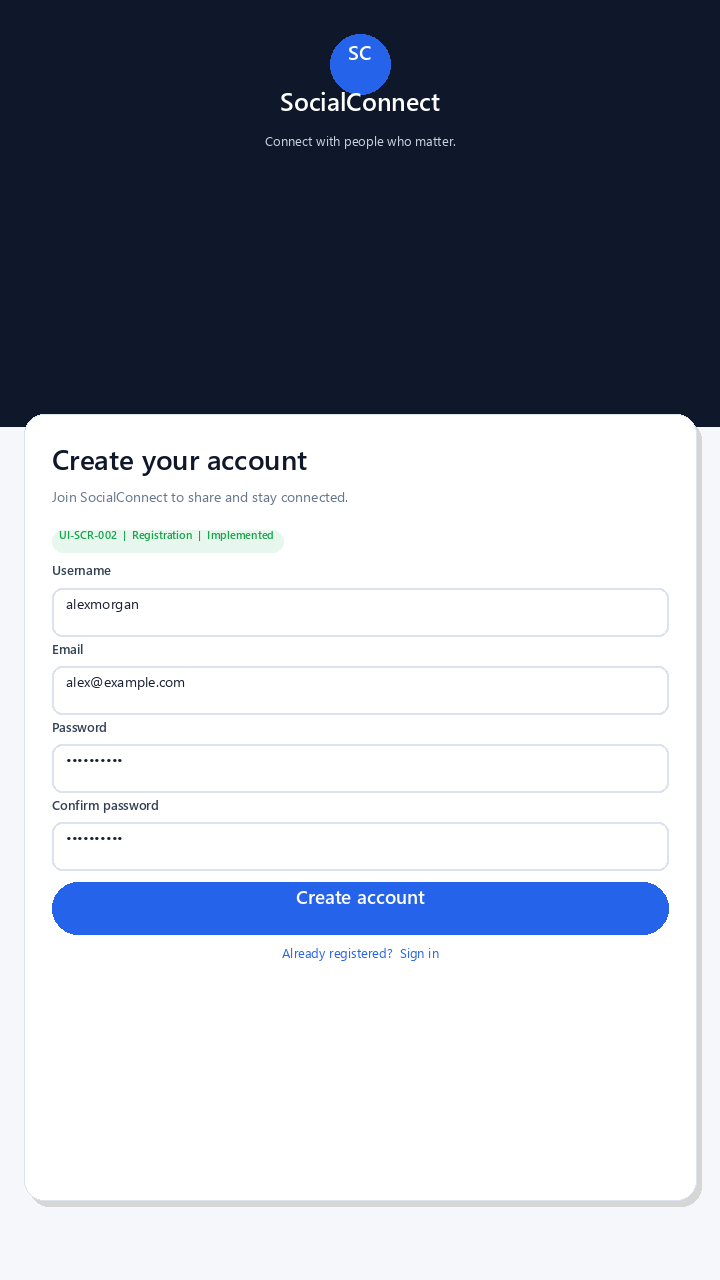 SC
SocialConnect
Connect with people who matter.
Create your account
Join SocialConnect to share and stay connected.
UI-SCR-002 | Registration | Implemented
Username
alexmorgan
Email
alex@example.com
Password
••••••••••
Confirm password
••••••••••
Create account
Already registered? Sign in